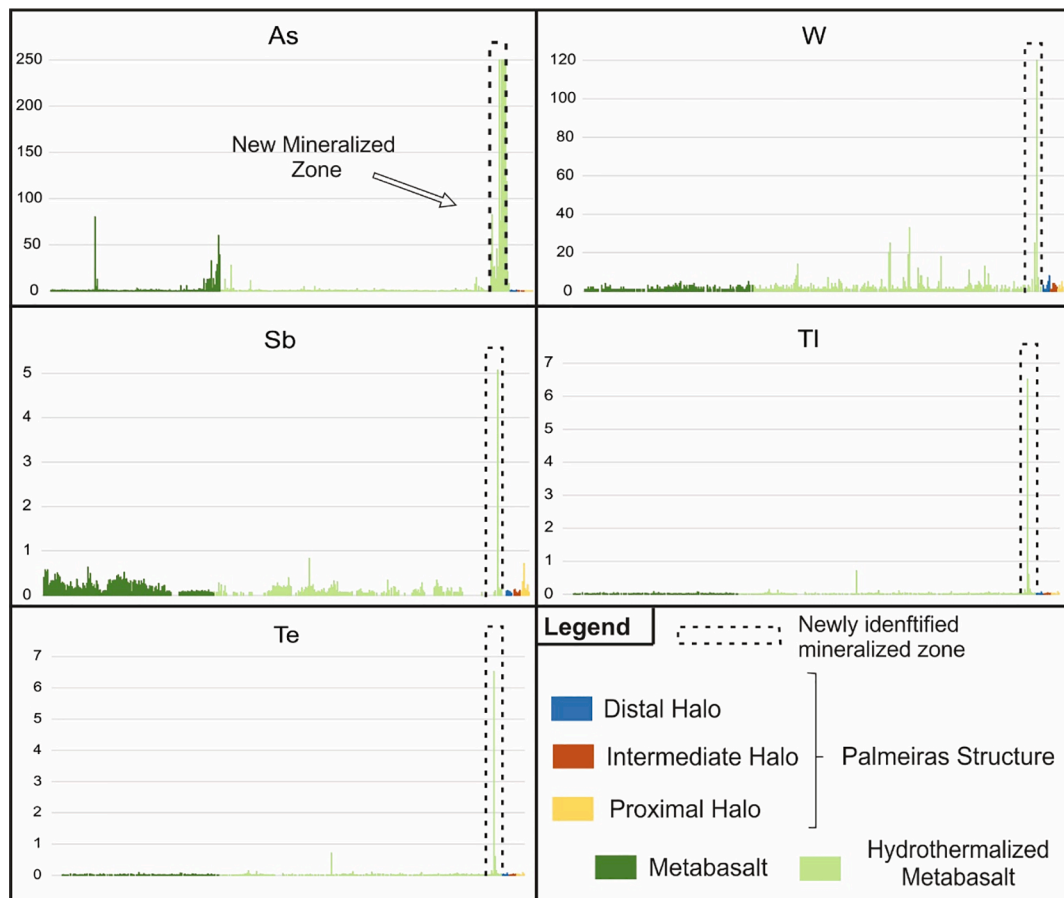 As
250
200
150
100
50
0
New Mineralized
Zone
W
120
100
80
60
40
20
0
Sb
5
4
3
2
1
0
Tl
7
6
5
4
3
2
1
0
Te
7
6
5
4
3
2
1
0
Legend
Newly idenftified
mineralized zone
Distal Halo
Intermediate Halo
Proximal Halo
Palmeiras Structure
Metabasalt
Hydrothermalized
Metabasalt